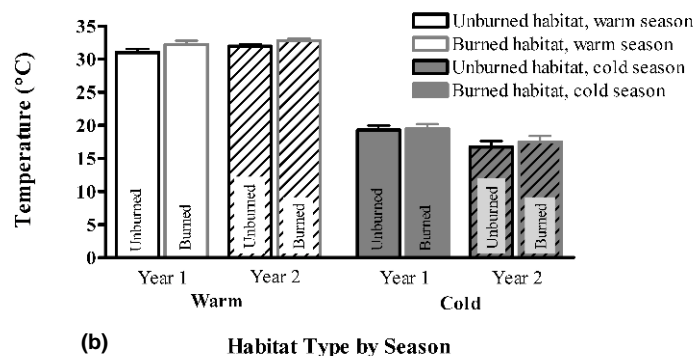 Unburned habitat, warm season
Burned habitat, warm season
Unburned habitat, cold season
Burned habitat, cold season
Temperature (°C)
35
30
25
20
15
10
5
0
Unburned
Burned
Unburned
Burned
Unburned
Burned
Unburned
Burned
Year 1 Year 2 Year 1 Year 2
Warm Cold
(b) Habitat Type by Season